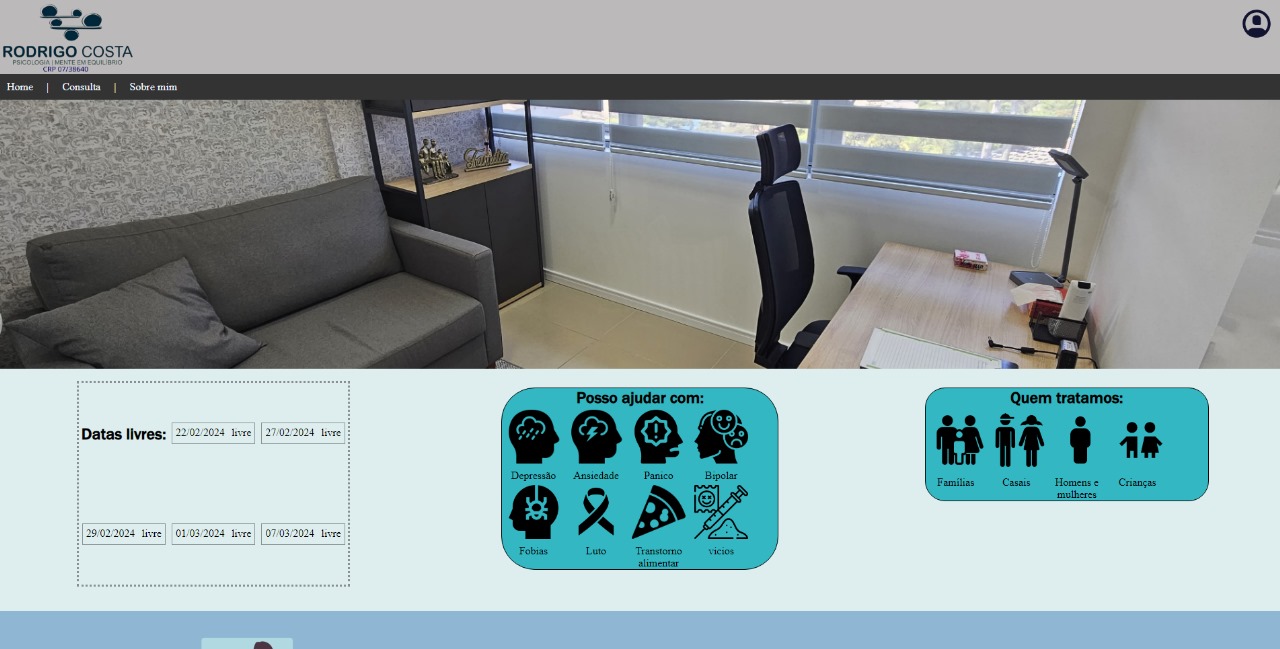 RODRIGO COSTA
PSICOLOGIA | MENTE EM EQUILÍBRIO
CRP 07/39640
Home | Consulta | Sobre mim
Datas livres: 22/02/2024 livre 27/02/2024 livre
29/02/2024 livre 01/03/2024 livre 07/03/2024 livre
Posso ajudar com:
Depressão Ansiedade Panico Bipolar
Fobias Luto Transtorno alimentar vicios
Quem tratamos:
Famílias Casais Homens e mulheres Crianças